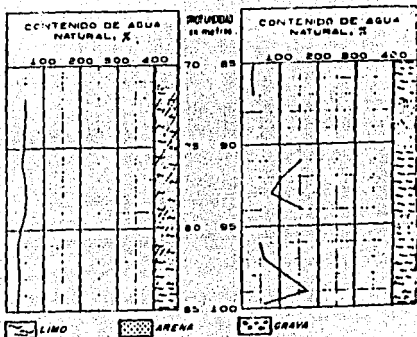 CONTENIDO DE AGUA
NATURAL, %
100 200 300 400
PROFUNDIDAD
en metros
CONTENIDO DE AGUA
NATURAL, %
100 200 300 400
70 85
75 90
80 95
85 100
LIMO ARENA GRAVA